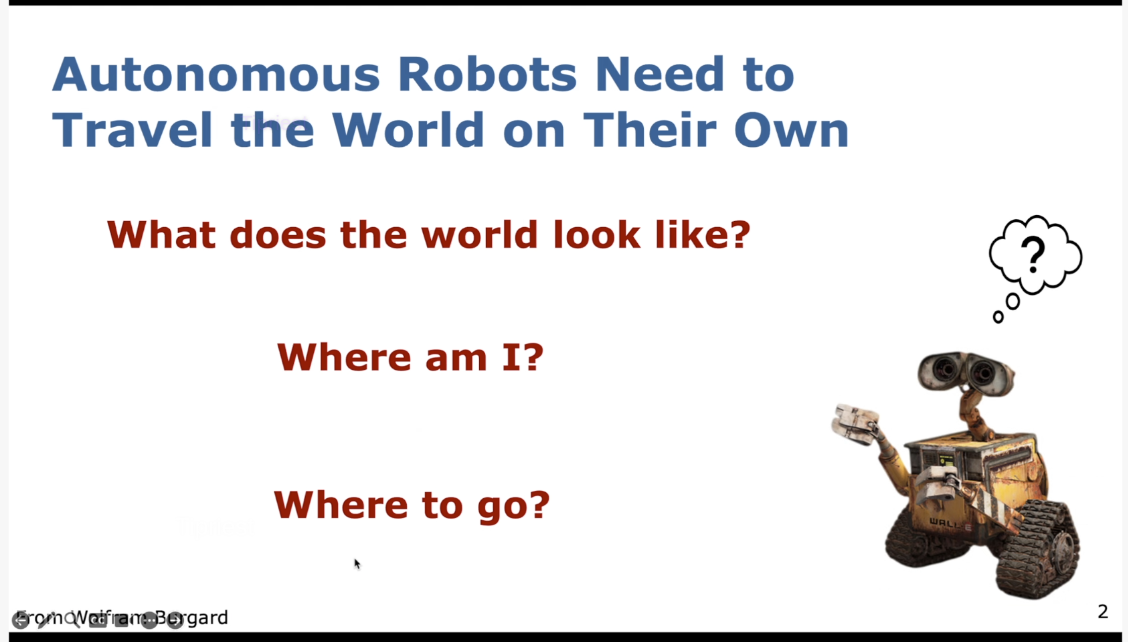 Autonomous Robots Need to
Travel the World on Their Own
What does the world look like?
?
Where am I?
WALL·E
Where to go?
From Wolfram Burgard
2